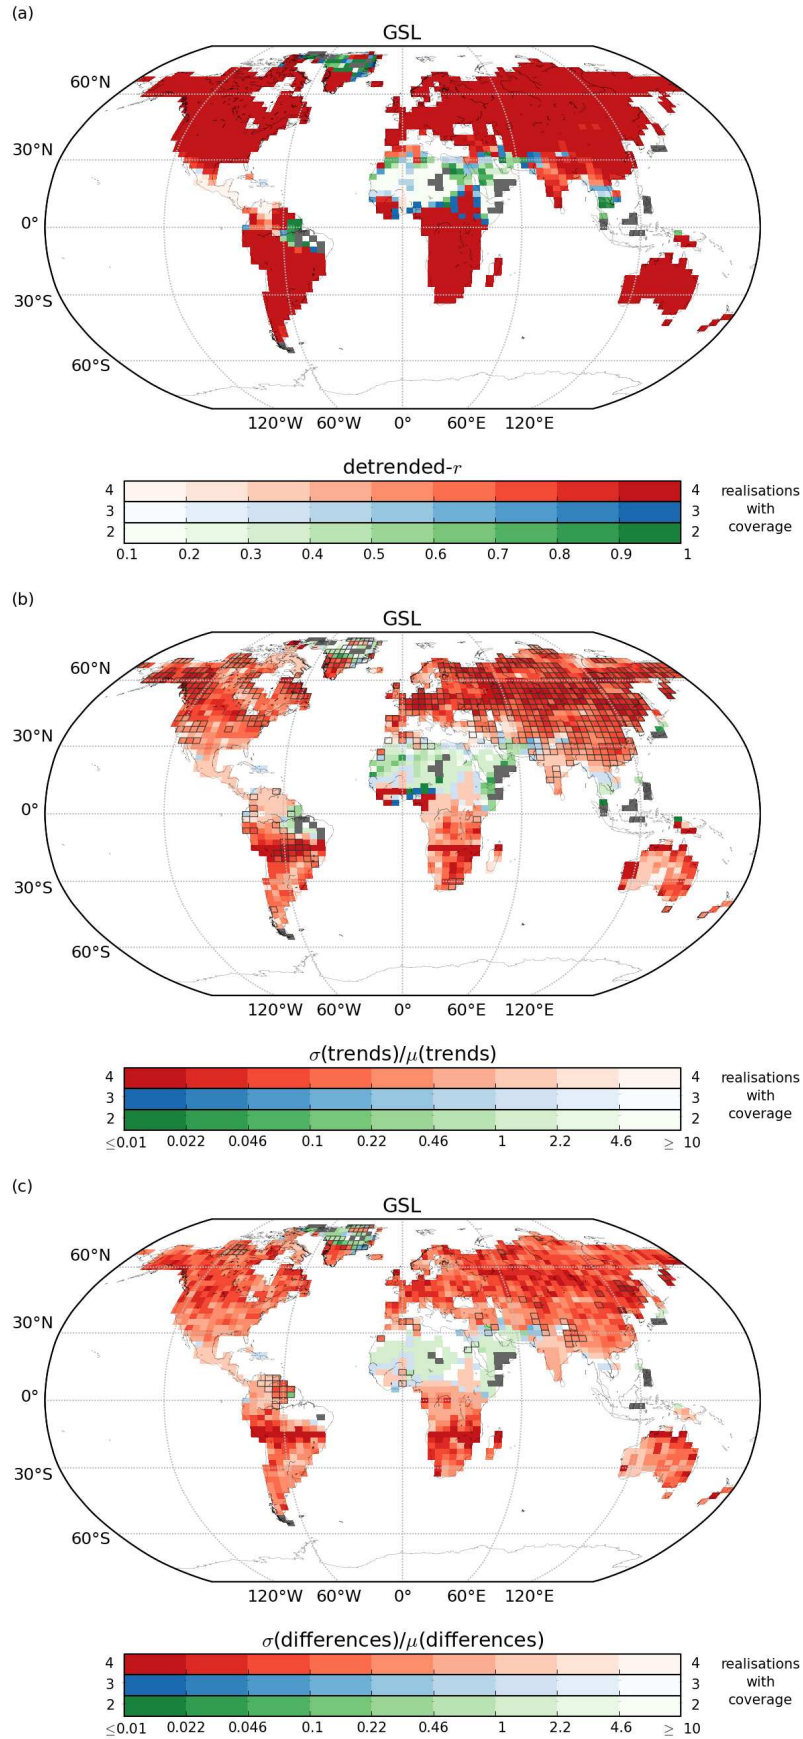 (a)
GSL
60°N
30°N
0°
30°S
60°S
120°W 60°W 0° 60°E 120°E
detrended-r
4 4 realisations
3 3 with
2 2 coverage
0.1 0.2 0.3 0.4 0.5 0.6 0.7 0.8 0.9 1
(b)
GSL
60°N
30°N
0°
30°S
60°S
120°W 60°W 0° 60°E 120°E
σ(trends)/μ(trends)
4 4 realisations
3 3 with
2 2 coverage
≤0.01 0.022 0.046 0.1 0.22 0.46 1 2.2 4.6 ≥ 10
(c)
GSL
60°N
30°N
0°
30°S
60°S
120°W 60°W 0° 60°E 120°E
σ(differences)/μ(differences)
4 4 realisations
3 3 with
2 2 coverage
≤0.01 0.022 0.046 0.1 0.22 0.46 1 2.2 4.6 ≥ 10